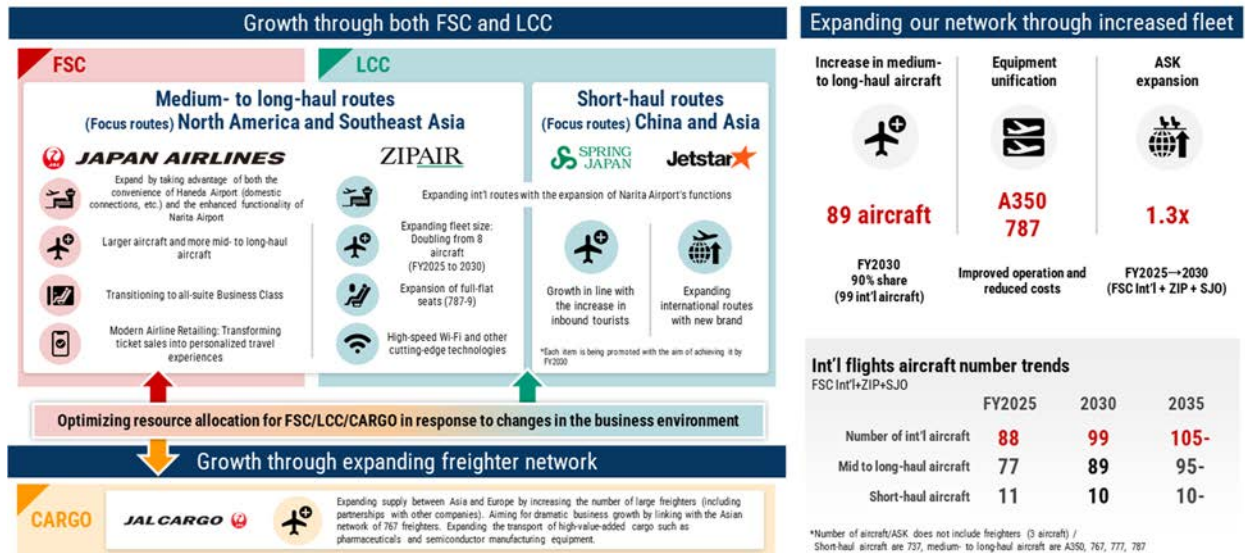 Growth through both FSC and LCC
FSC
LCC
Medium- to long-haul routes
(Focus routes) North America and Southeast Asia
JAPAN AIRLINES
Expand by taking advantage of both the
convenience of Haneda Airport (domestic
connections, etc.) and the enhanced functionality of
Narita Airport
Larger aircraft and more mid- to long-haul
aircraft
Transitioning to all-suite Business Class
Modern Airline Retailing: Transforming
ticket sales into personalized travel
experiences
ZIPAIR
Short-haul routes
(Focus routes) China and Asia
SPRING
JAPAN
Jetstar
Expanding int'l routes with the expansion of Narita Airport's functions
Expanding fleet size:
Doubling from 8
aircraft
(FY2025 to 2030)
Expansion of full-flat
seats (787-9)
High-speed Wi-Fi and other
cutting-edge technologies
Growth in line with
the increase in
inbound tourists
Expanding
international routes
with new brand
*Each item is being promoted with the aim of achieving it by
FY2030
Optimizing resource allocation for FSC/LCC/CARGO in response to changes in the business environment
Growth through expanding freighter network
CARGO
JAL CARGO
Expanding supply between Asia and Europe by increasing the number of large freighters (including
partnerships with other companies). Aiming for dramatic business growth by linking with the Asian
network of 767 freighters. Expanding the transport of high-value-added cargo such as
pharmaceuticals and semiconductor manufacturing equipment.
Expanding our network through increased fleet
Increase in medium-
to long-haul aircraft
89 aircraft
FY2030
90% share
(99 int'l aircraft)
Equipment
unification
A350
787
Improved operation and
reduced costs
ASK
expansion
1.3x
FY2025→2030
(FSC Int'l + ZIP + SJO)
Int'l flights aircraft number trends
FSC Int'l+ZIP+SJO
FY2025 2030 2035
Number of int'l aircraft 88 99 105-
Mid to long-haul aircraft 77 89 95-
Short-haul aircraft 11 10 10-
*Number of aircraft/ASK does not include freighters (3 aircraft) /
Short-haul aircraft are 737, medium- to long-haul aircraft are A350, 767, 777, 787